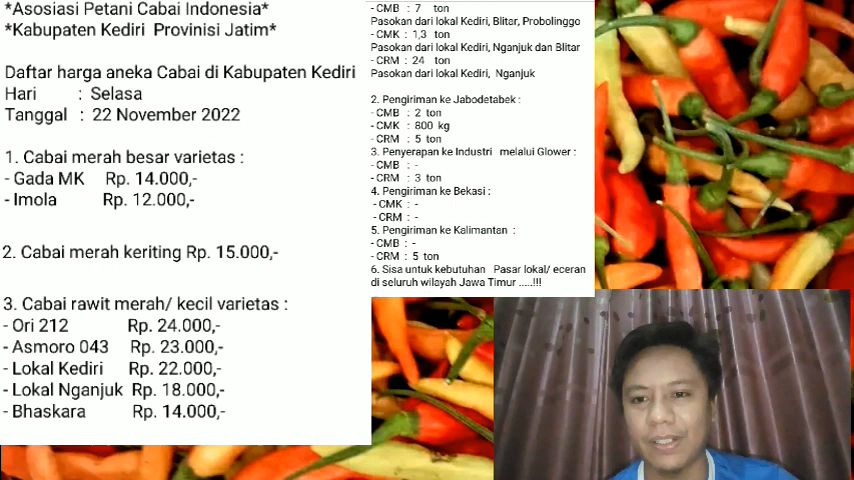 *Asosiasi Petani Cabai Indonesia*
*Kabupaten Kediri Provinisi Jatim*
Daftar harga aneka Cabai di Kabupaten Kediri
Hari : Selasa
Tanggal : 22 November 2022
1. Cabai merah besar varietas :
- Gada MK Rp. 14.000,-
- Imola Rp. 12.000,-
2. Cabai merah keriting Rp. 15.000,-
3. Cabai rawit merah/ kecil varietas :
- Ori 212 Rp. 24.000,-
- Asmoro 043 Rp. 23.000,-
- Lokal Kediri Rp. 22.000,-
- Lokal Nganjuk Rp. 18.000,-
- Bhaskara Rp. 14.000,-
- CMB : 7 ton
Pasokan dari lokal Kediri, Blitar, Probolinggo
- CMK : 1,3 ton
Pasokan dari lokal Kediri, Nganjuk dan Blitar
- CRM : 24 ton
Pasokan dari lokal Kediri, Nganjuk
2. Pengiriman ke Jabodetabek :
- CMB : 2 ton
- CMK : 800 kg
- CRM : 5 ton
3. Penyerapan ke Industri melalui Glower :
- CMB : -
- CRM : 3 ton
4. Pengiriman ke Bekasi :
- CMK : -
- CRM : -
5. Pengiriman ke Kalimantan :
- CMB : -
- CRM : 5 ton
6. Sisa untuk kebutuhan Pasar lokal/ eceran
di seluruh wilayah Jawa Timur .....!!!